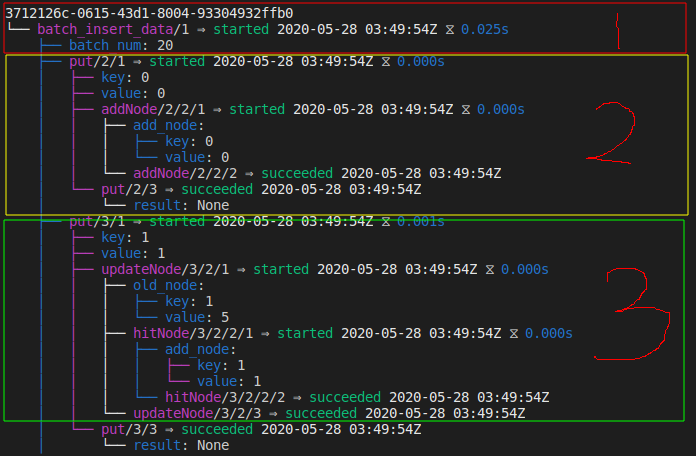 3712126c-0615-43d1-8004-93304932ffb0
└── batch_insert_data/1 ⇒ started 2020-05-28 03:49:54Z ⧖ 0.025s
    ├── batch_num: 20
    ├── put/2/1 ⇒ started 2020-05-28 03:49:54Z ⧖ 0.000s
    │   ├── key: 0
    │   ├── value: 0
    │   ├── addNode/2/2/1 ⇒ started 2020-05-28 03:49:54Z ⧖ 0.000s
    │   │   ├── add_node:
    │   │   │   ├── key: 0
    │   │   │   └── value: 0
    │   │   └── addNode/2/2/2 ⇒ succeeded 2020-05-28 03:49:54Z
    │   └── put/2/3 ⇒ succeeded 2020-05-28 03:49:54Z
    │       └── result: None
    ├── put/3/1 ⇒ started 2020-05-28 03:49:54Z ⧖ 0.001s
    │   ├── key: 1
    │   ├── value: 1
    │   ├── updateNode/3/2/1 ⇒ started 2020-05-28 03:49:54Z ⧖ 0.000s
    │   │   ├── old_node:
    │   │   │   ├── key: 1
    │   │   │   └── value: 5
    │   │   ├── hitNode/3/2/2/1 ⇒ started 2020-05-28 03:49:54Z ⧖ 0.000s
    │   │   │   ├── add_node:
    │   │   │   │   ├── key: 1
    │   │   │   │   └── value: 1
    │   │   │   └── hitNode/3/2/2/2 ⇒ succeeded 2020-05-28 03:49:54Z
    │   │   └── updateNode/3/2/3 ⇒ succeeded 2020-05-28 03:49:54Z
    │   └── put/3/3 ⇒ succeeded 2020-05-28 03:49:54Z
    │       └── result: None
1
2
3